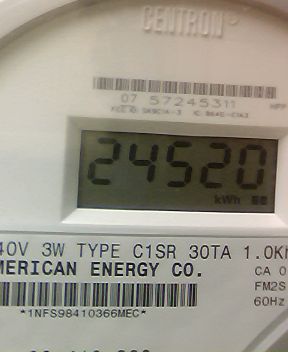 CENTRON
07 57245311
24520
kWh
40V 3W TYPE C1SR 30TA 1.0K
MERICAN ENERGY CO.
CA 0
FM2S
60Hz
*1NFS98410366MEC*